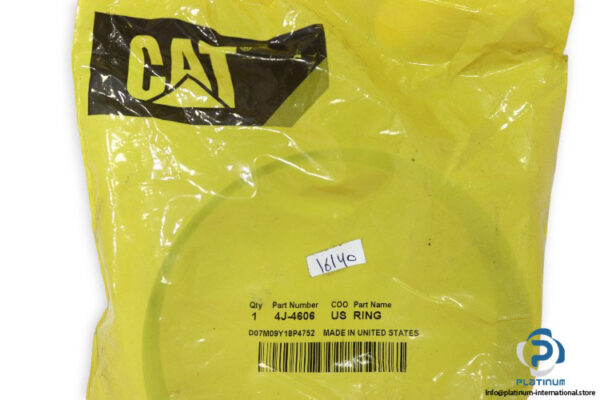 CAT
16140
Qty Part Number COO Part Name
1 4J-4606 US RING
D07M09Y18P4752 MADE IN UNITED STATES
PLATINUM
info@platinum-international.store